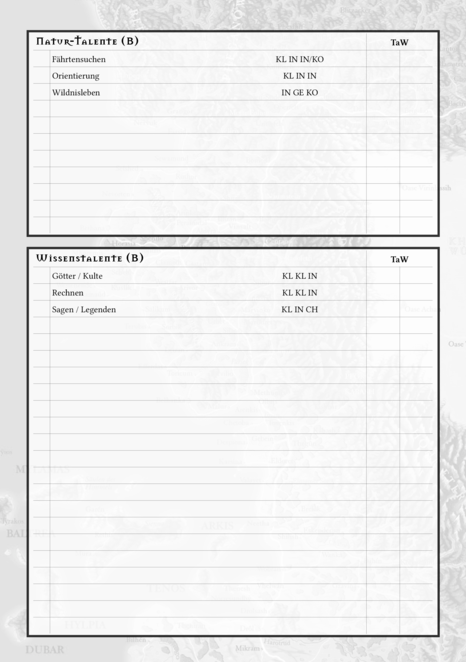 Natur-Talente (B) TaW
Fährtensuchen KL IN IN/KO
Orientierung KL IN IN
Wildnisleben IN GE KO
Wissenstalente (B) TaW
Götter / Kulte KL KL IN
Rechnen KL KL IN
Sagen / Legenden KL IN CH
DUBAR